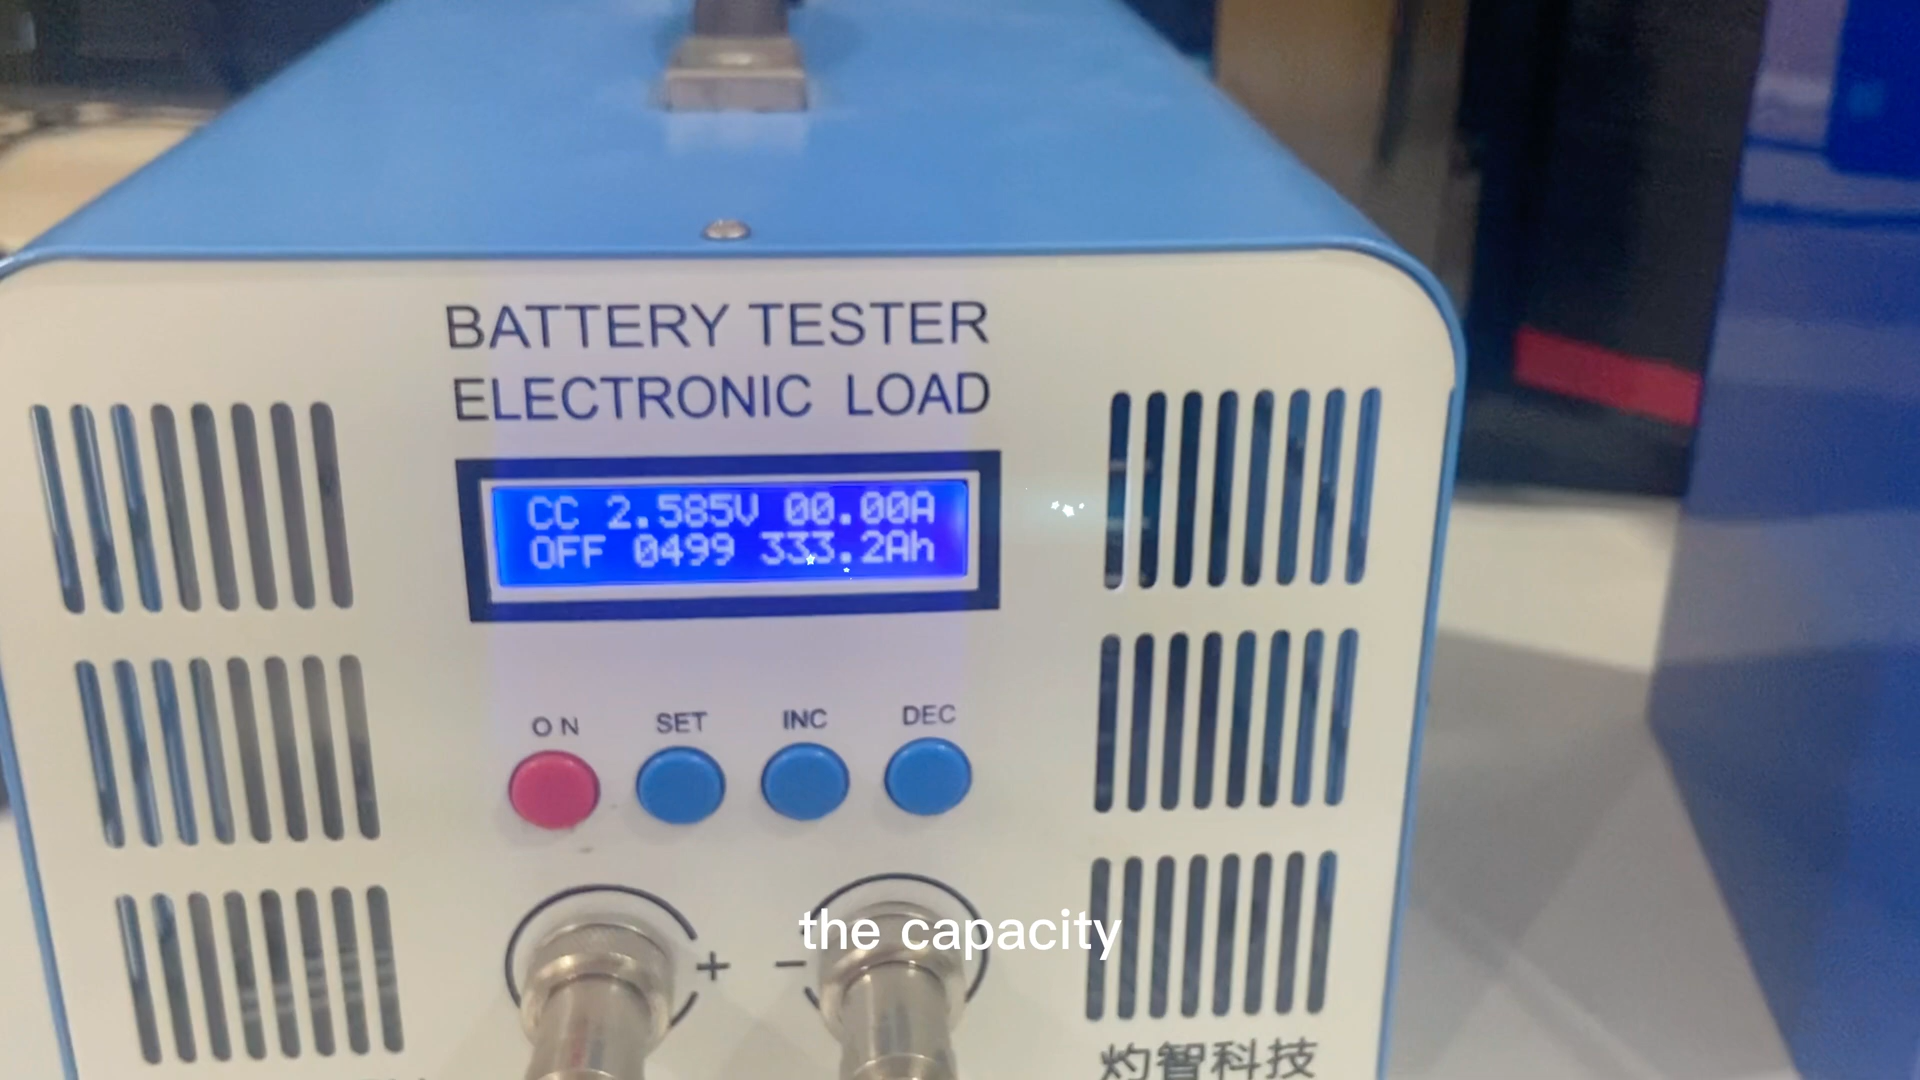 BATTERY TESTER
ELECTRONIC LOAD
CC 2.585V 00.00A
OFF 0499 333.2Ah
ON SET INC DEC
the capacity
+ −
灼智科技